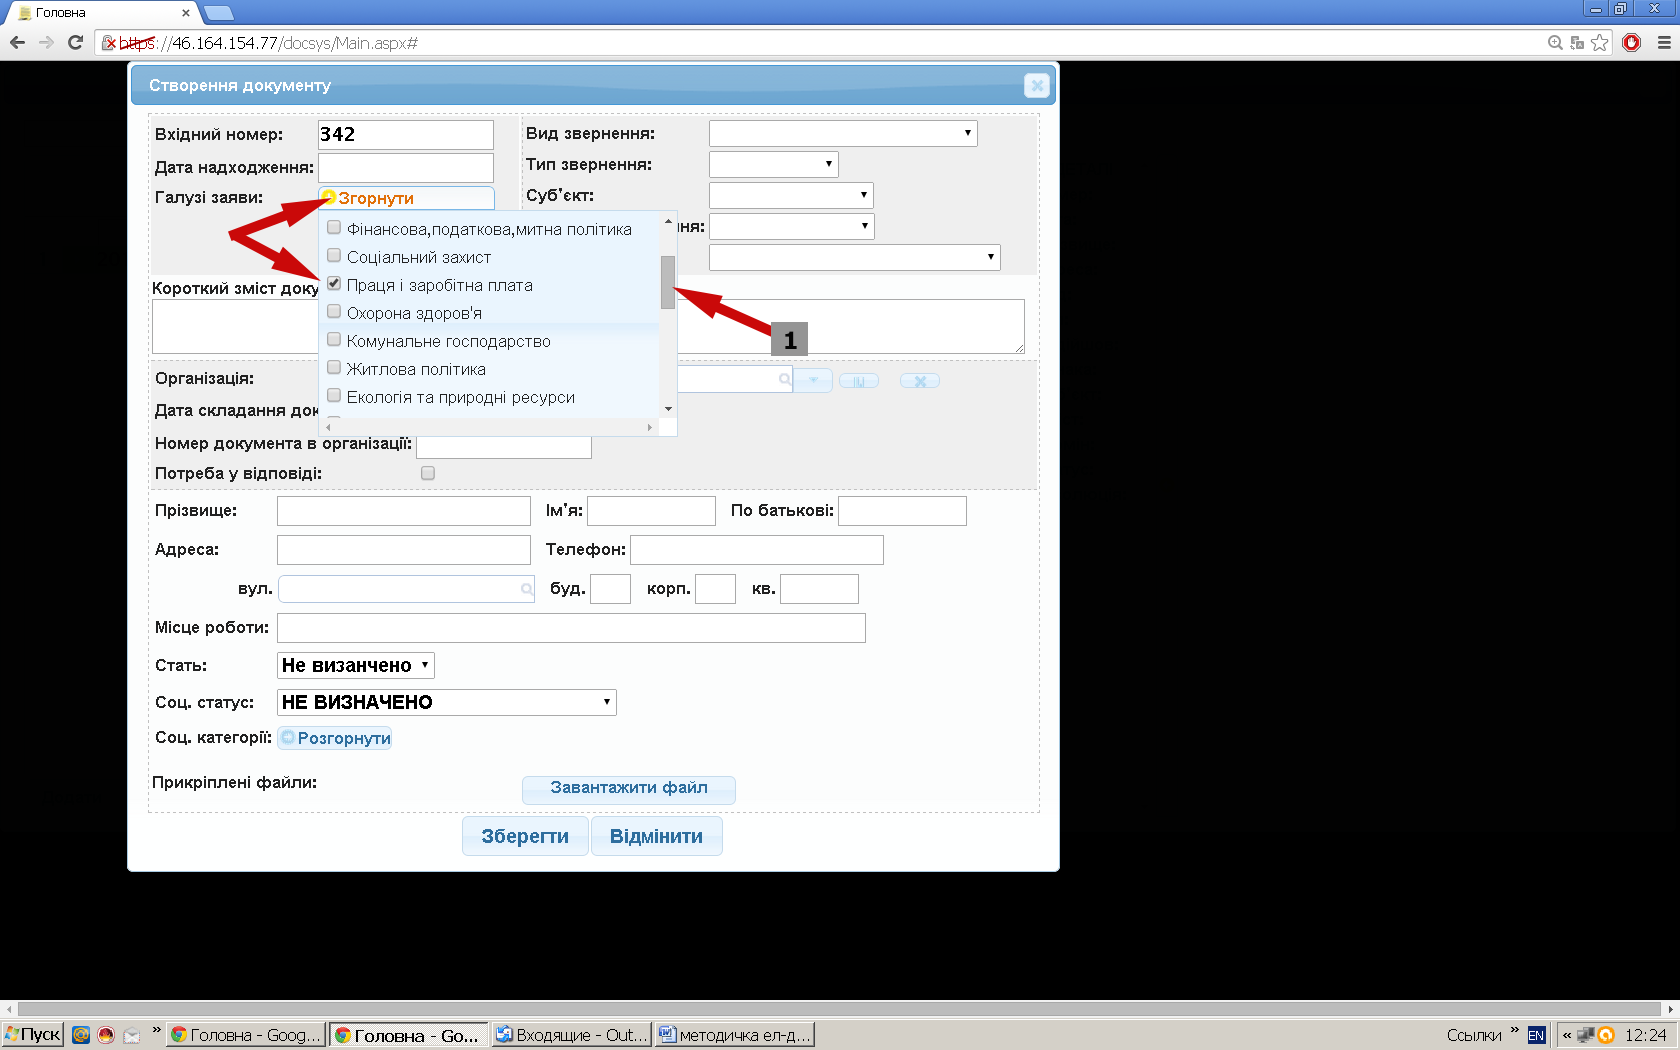 Головна
https://46.164.154.77/docsys/Main.aspx#
Створення документу
Вхідний номер: 342
Вид звернення:
Дата надходження:
Тип звернення:
Галузі заяви: Згорнути
Суб'єкт:
ня:
Фінансова,податкова,митна політика
Соціальний захист
Праця і заробітна плата
Охорона здоров'я
Комунальне господарство
Житлова політика
Екологія та природні ресурси
1
Короткий зміст доку
Організація:
Дата складання док
Номер документа в організації:
Потреба у відповіді:
Прізвище: Ім'я: По батькові:
Адреса: Телефон:
вул. буд. корп. кв.
Місце роботи:
Стать: Не визанчено
Соц. статус: НЕ ВИЗНАЧЕНО
Соц. категорії: Розгорнути
Прикріплені файли: Завантажити файл
Зберегти Відмінити
Пуск » Головна - Goog... Головна - Go... Входящие - Out... методичка ел-д... Ссылки » EN « 12:24